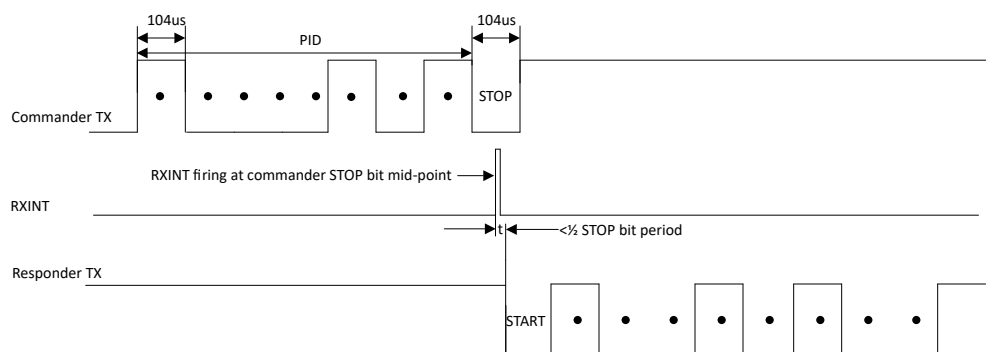 104us
104us
PID
STOP
Commander TX
RXINT firing at commander STOP bit mid-point
RXINT
t
<½ STOP bit period
Responder TX
START